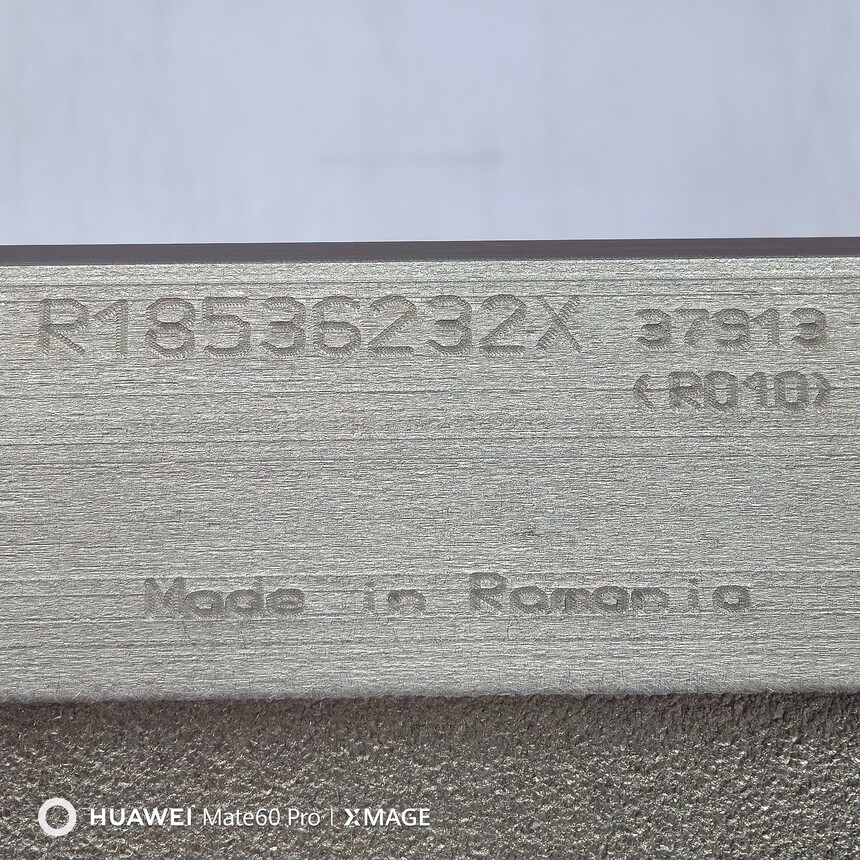 R18536232X 37913
<R010>
Made in Romania
HUAWEI Mate60 Pro | XMAGE